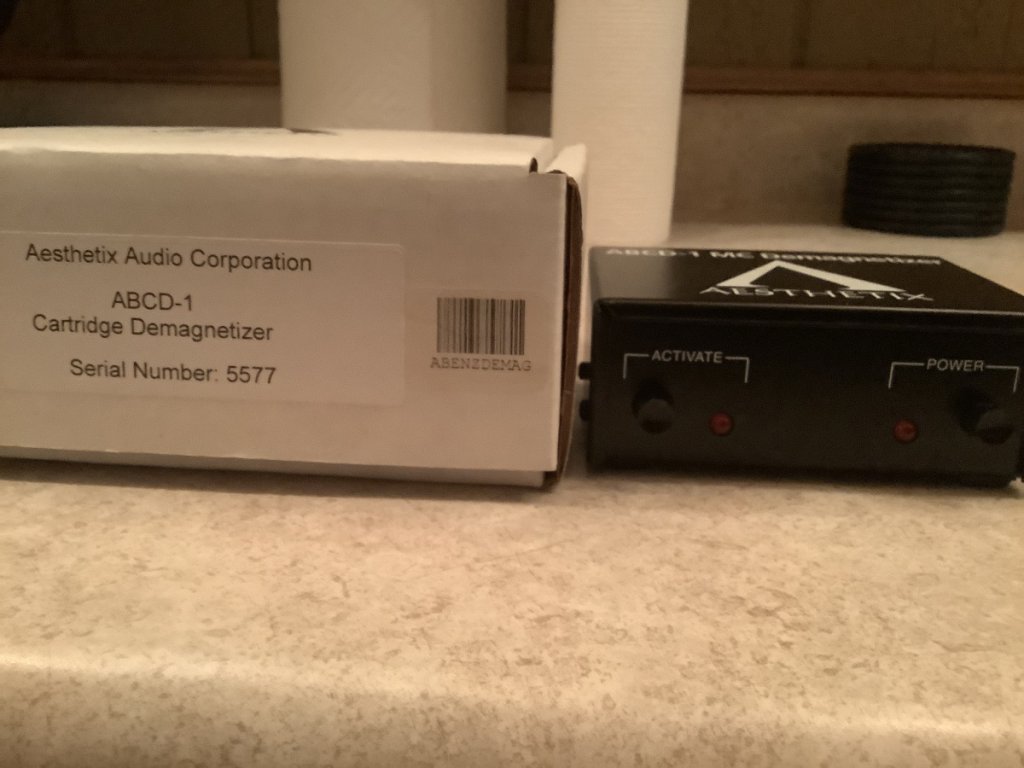 Aesthetix Audio Corporation
ABCD-1
Cartridge Demagnetizer
Serial Number: 5577
ABENZDEMAG
ABCD-1 MC Demagnetizer
AESTHETIX
ACTIVATE
POWER